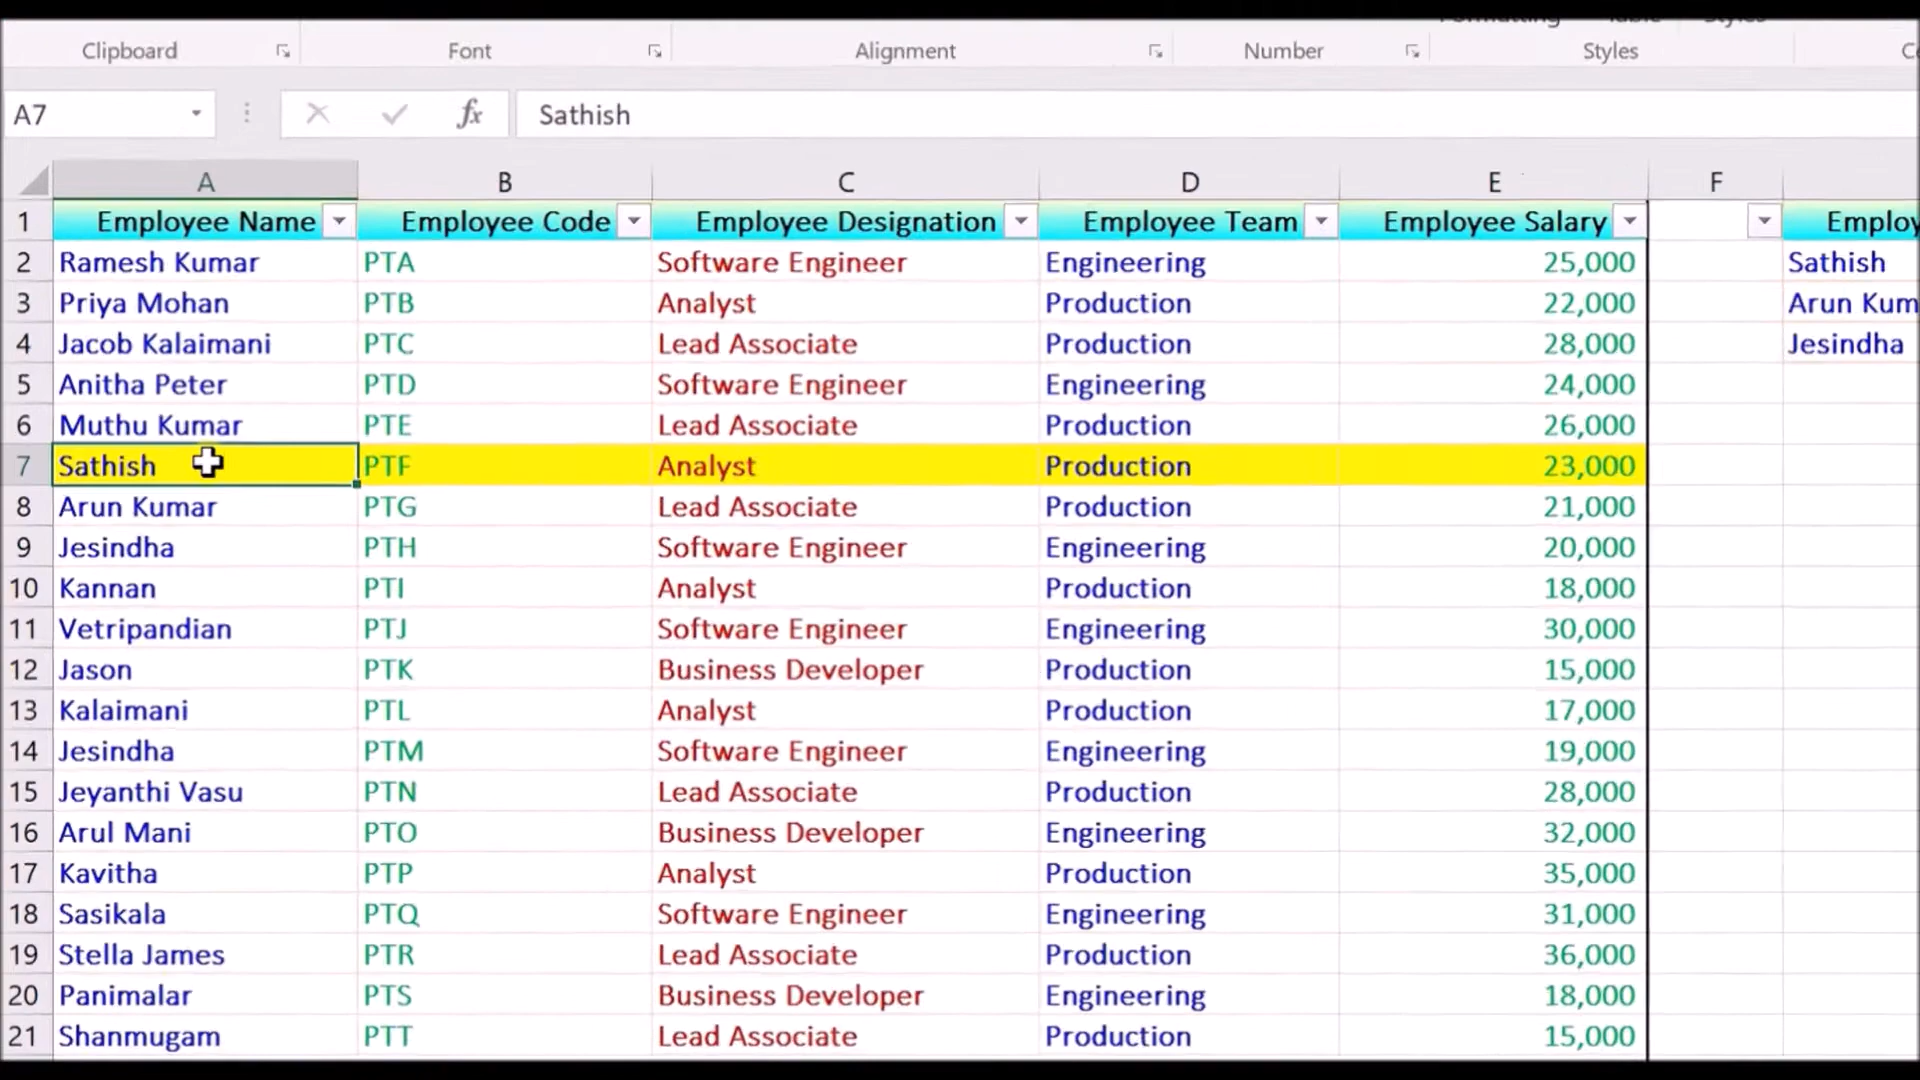 Clipboard Font Alignment Number Styles
A7 fx Sathish
A B C D E F
1 Employee Name Employee Code Employee Designation Employee Team Employee Salary Employ
2 Ramesh Kumar PTA Software Engineer Engineering 25,000 Sathish
3 Priya Mohan PTB Analyst Production 22,000 Arun Kum
4 Jacob Kalaimani PTC Lead Associate Production 28,000 Jesindha
5 Anitha Peter PTD Software Engineer Engineering 24,000
6 Muthu Kumar PTE Lead Associate Production 26,000
7 Sathish PTF Analyst Production 23,000
8 Arun Kumar PTG Lead Associate Production 21,000
9 Jesindha PTH Software Engineer Engineering 20,000
10 Kannan PTI Analyst Production 18,000
11 Vetripandian PTJ Software Engineer Engineering 30,000
12 Jason PTK Business Developer Production 15,000
13 Kalaimani PTL Analyst Production 17,000
14 Jesindha PTM Software Engineer Engineering 19,000
15 Jeyanthi Vasu PTN Lead Associate Production 28,000
16 Arul Mani PTO Business Developer Engineering 32,000
17 Kavitha PTP Analyst Production 35,000
18 Sasikala PTQ Software Engineer Engineering 31,000
19 Stella James PTR Lead Associate Production 36,000
20 Panimalar PTS Business Developer Engineering 18,000
21 Shanmugam PTT Lead Associate Production 15,000